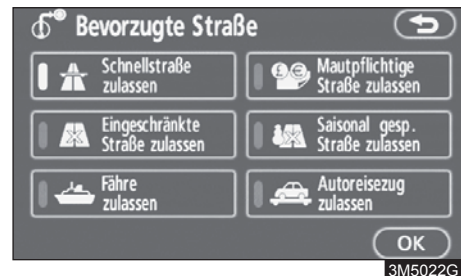 Bevorzugte Straße
Schnellstraße
zulassen
Mautpflichtige
Straße zulassen
Eingeschränkte
Straße zulassen
Saisonal gesp.
Straße zulassen
Fähre
zulassen
Autoreisezug
zulassen
OK
3M5022G